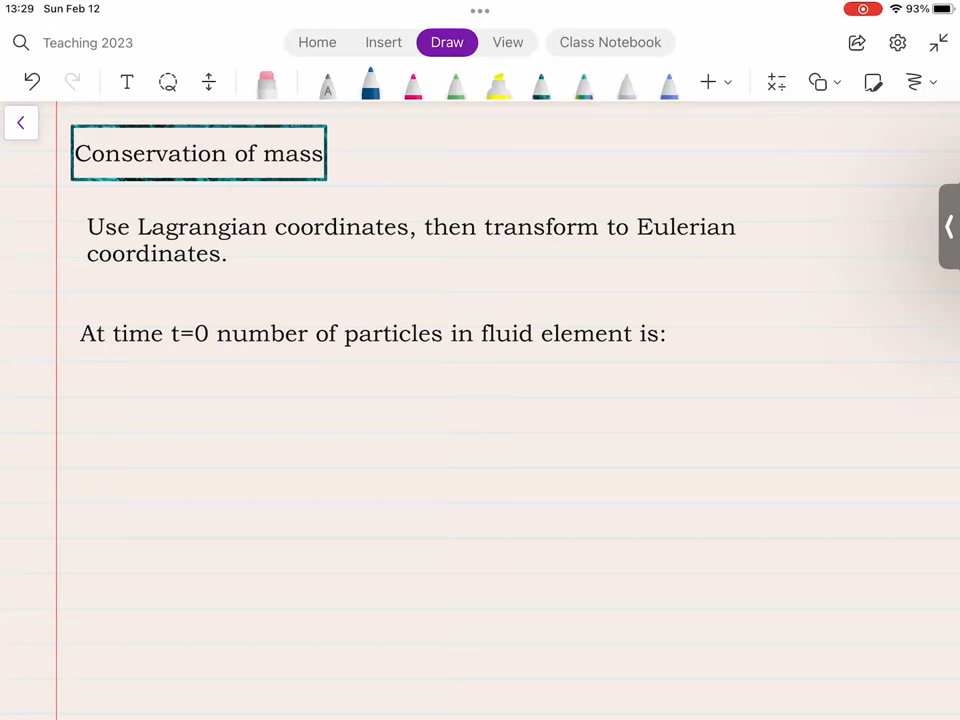 13:29 Sun Feb 12
93%
Teaching 2023
Home Insert Draw View Class Notebook
T
A
Conservation of mass
Use Lagrangian coordinates, then transform to Eulerian
coordinates.
At time t=0 number of particles in fluid element is: